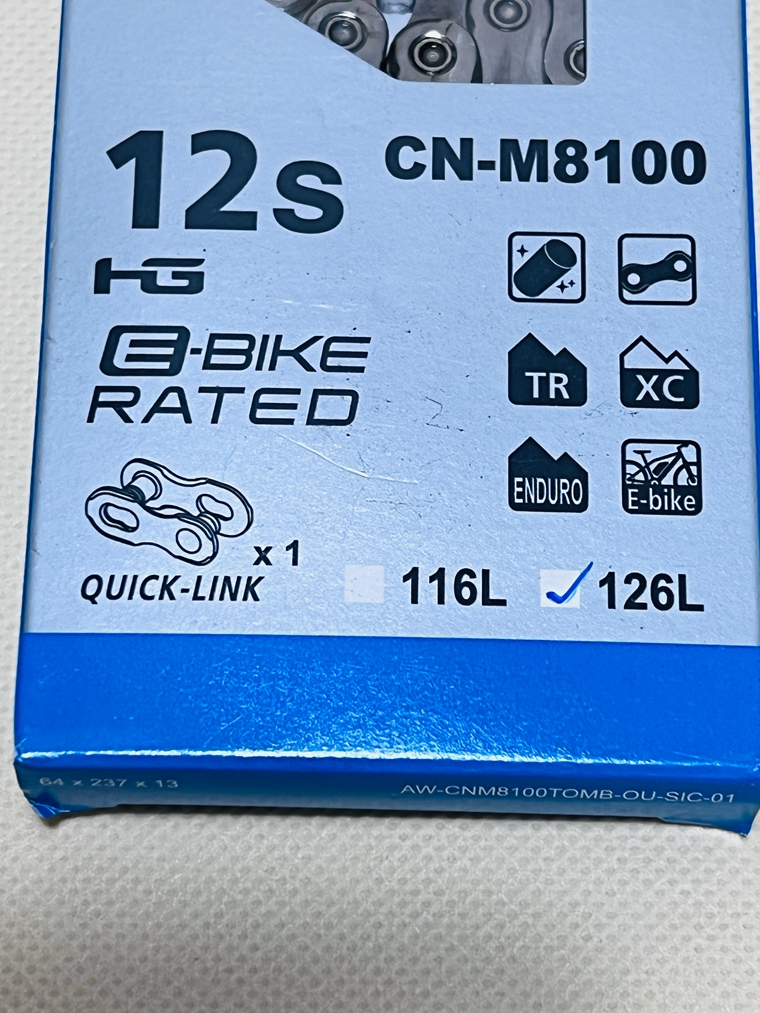 12s
CN-M8100
HG
E-BIKE
RATED
TR
XC
ENDURO
E-bike
x 1
QUICK-LINK
116L
126L
64 x 237 x 13
AW-CNM8100TOMB-OU-SIC-01